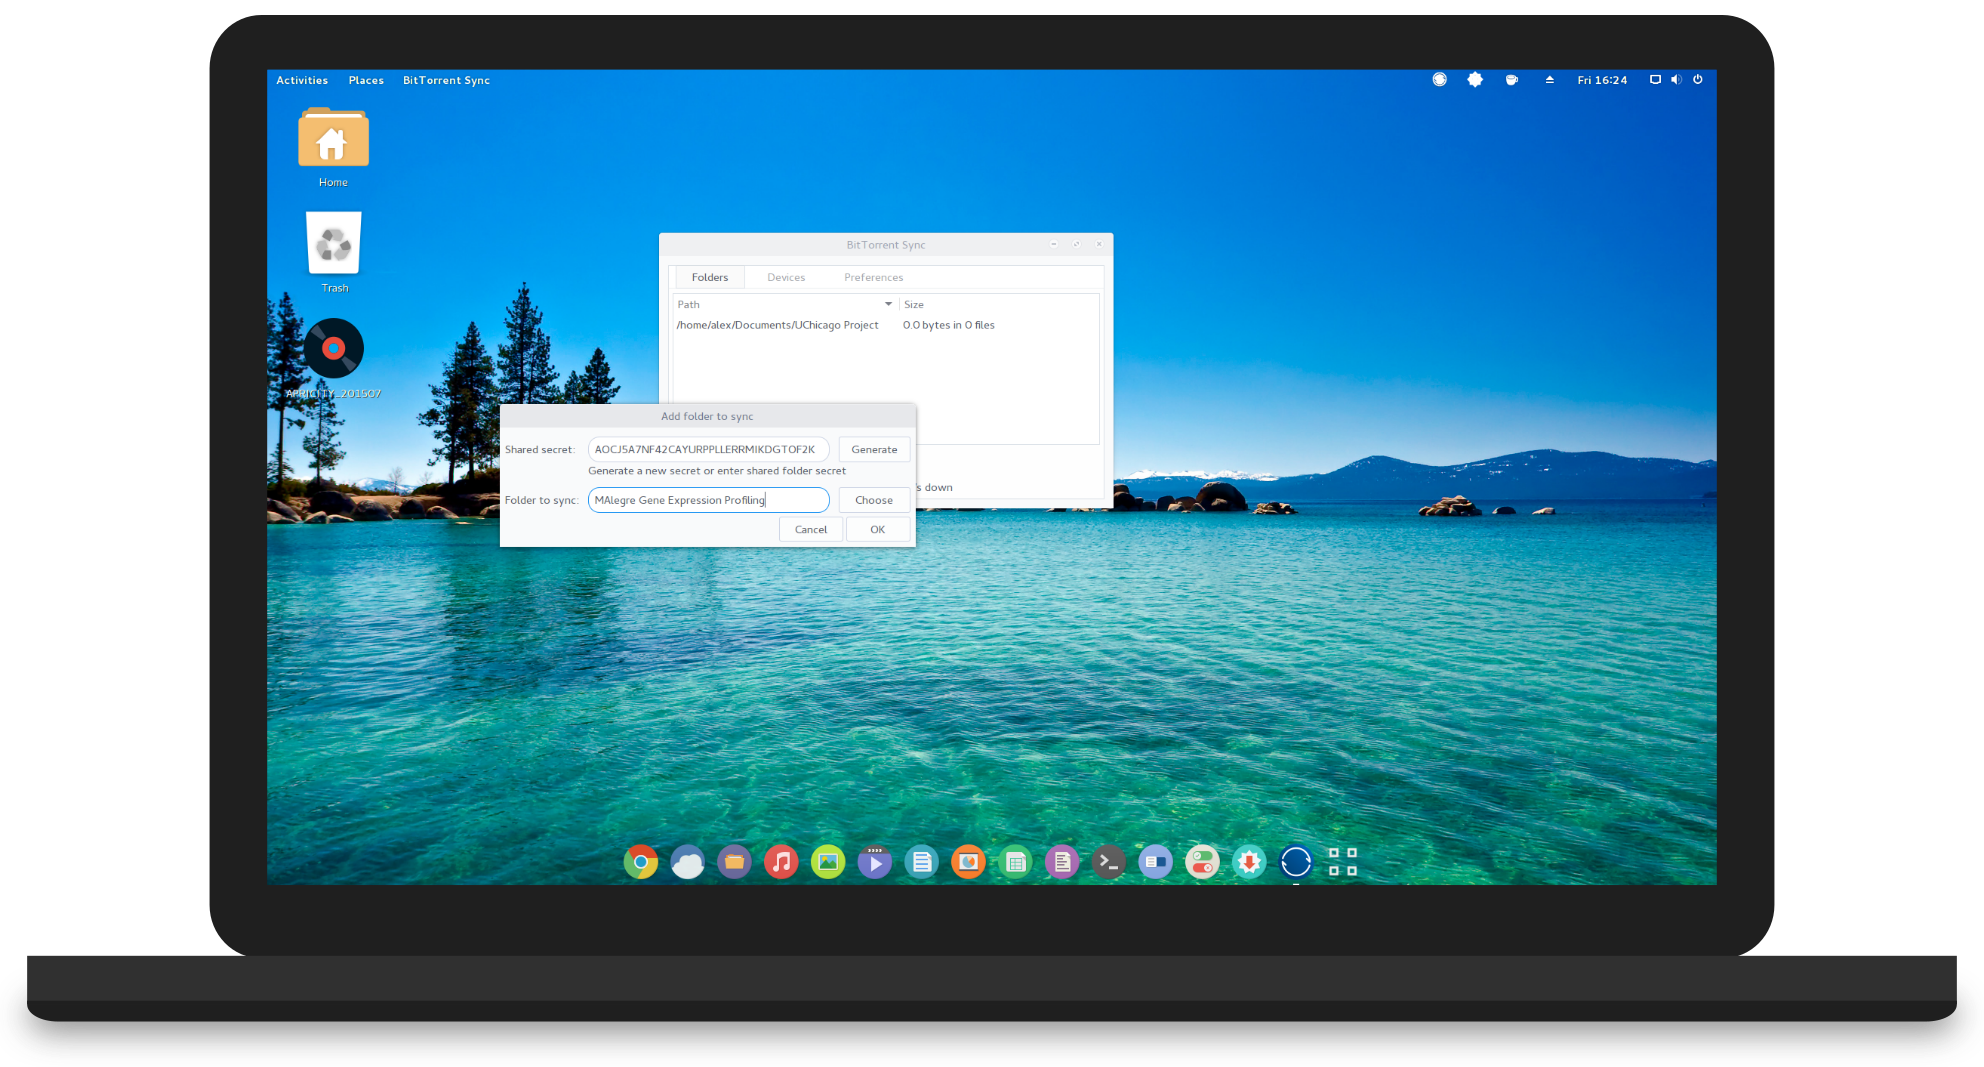 Activities Places BitTorrent Sync Fri 16:24
Home
Trash
APRICITY_201507
BitTorrent Sync
Folders Devices Preferences
Path Size
/home/alex/Documents/UChicago Project 0.0 bytes in 0 files
's down
Add folder to sync
Shared secret: AOCJ5A7NF42CAYURPPLLERRMIKDGTOF2K Generate
Generate a new secret or enter shared folder secret
Folder to sync: MAlegre Gene Expression Profiling Choose
Cancel OK